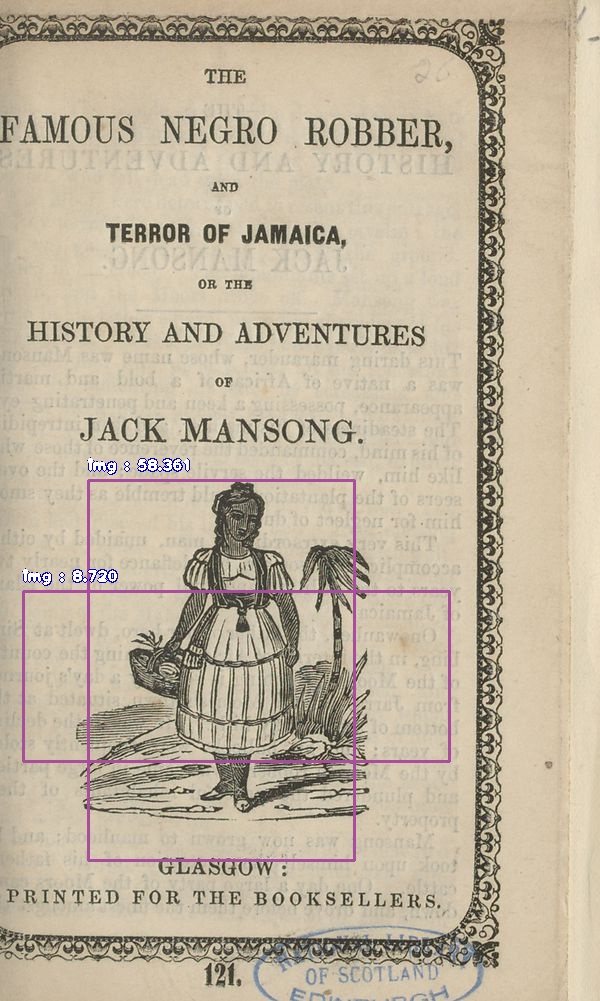 THE
FAMOUS NEGRO ROBBER,
AND
TERROR OF JAMAICA,
OR THE
HISTORY AND ADVENTURES
OF
JACK MANSONG.
img : 58.361
img : 8.720
GLASGOW:
PRINTED FOR THE BOOKSELLERS.
121.
OF SCOTLAND
EDINBURGH